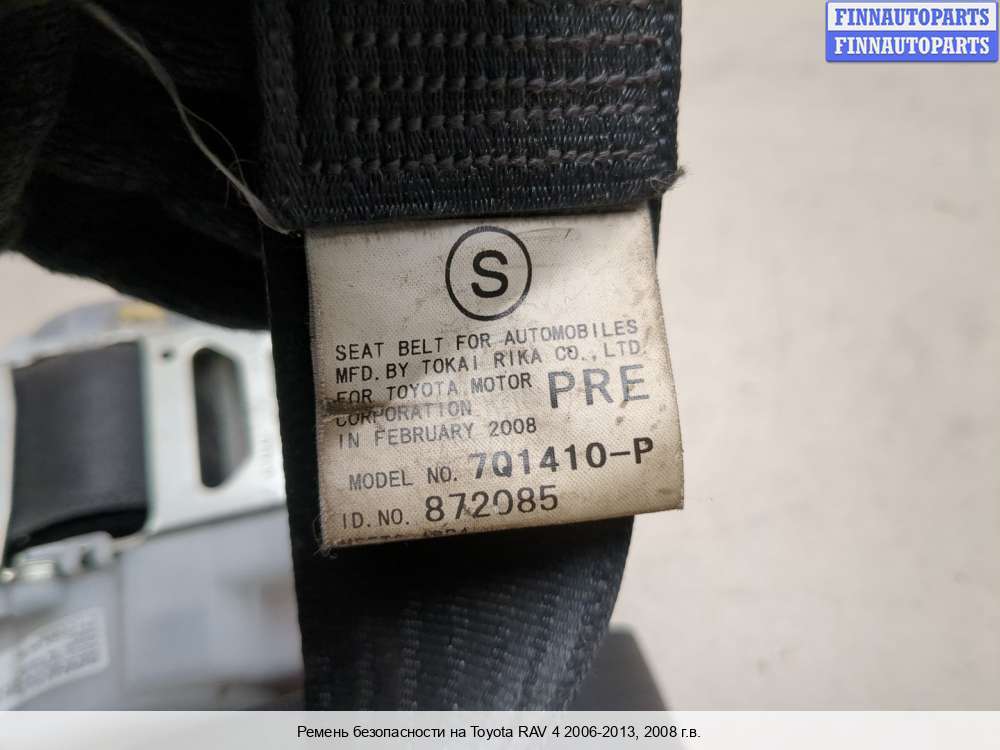 FINNAUTOPARTS
FINNAUTOPARTS
S
SEAT BELT FOR AUTOMOBILES
MFD. BY TOKAI RIKA CO., LTD.
FOR TOYOTA MOTOR
CORPORATION
PRE
IN FEBRUARY 2008
MODEL NO. 7Q1410-P
ID. NO. 872085
Ремень безопасности на Toyota RAV 4 2006-2013, 2008 г.в.